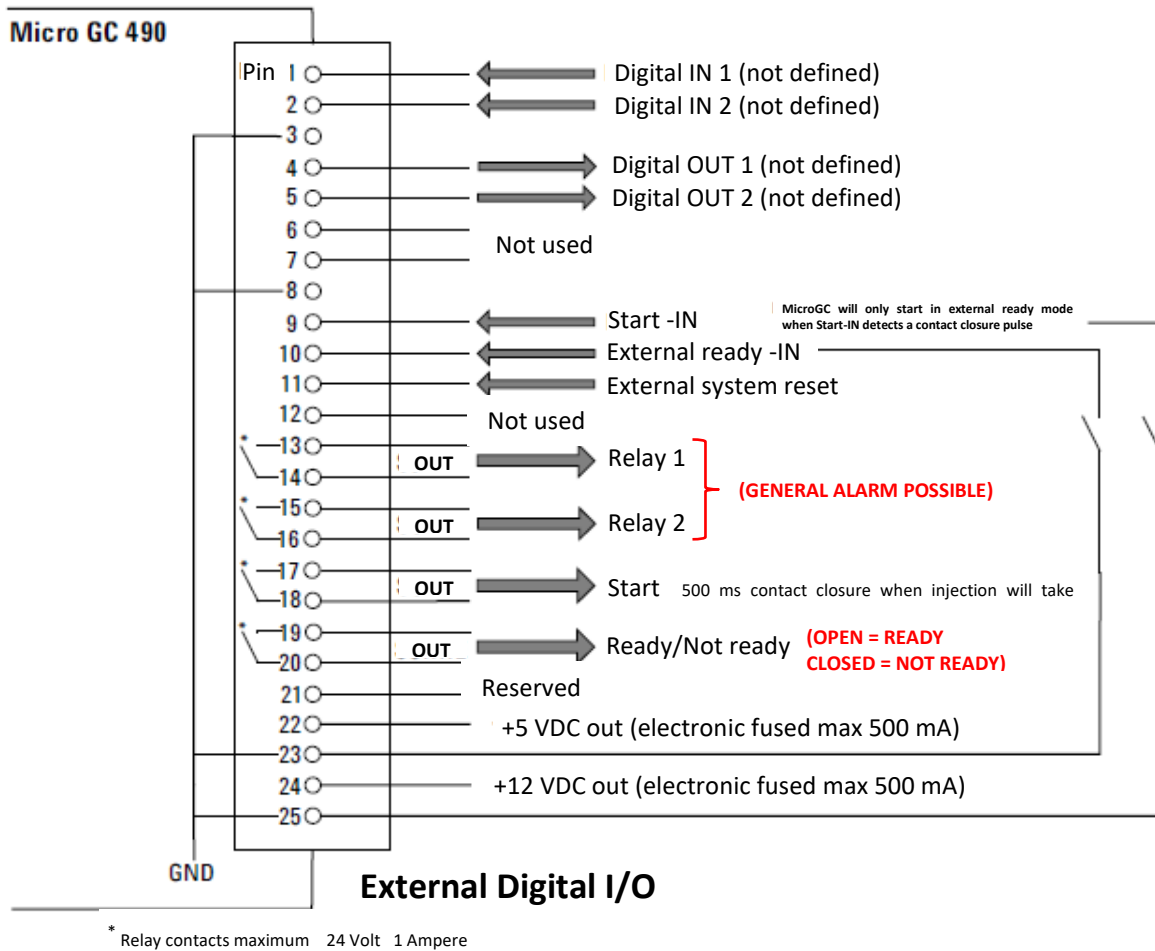 Micro GC 490
Pin 1 Digital IN 1 (not defined)
2 Digital IN 2 (not defined)
3
4 Digital OUT 1 (not defined)
5 Digital OUT 2 (not defined)
6
Not used
7
8
9 Start -IN
MicroGC will only start in external ready mode
when Start-IN detects a contact closure pulse
10 External ready -IN
11 External system reset
12 Not used
* 13
OUT Relay 1
14
(GENERAL ALARM POSSIBLE)
* 15
OUT Relay 2
16
* 17
OUT Start 500 ms contact closure when injection will take
18
* 19
OUT Ready/Not ready (OPEN = READY
CLOSED = NOT READY)
20
21 Reserved
22 +5 VDC out (electronic fused max 500 mA)
23
24 +12 VDC out (electronic fused max 500 mA)
25
GND
External Digital I/O
* Relay contacts maximum 24 Volt 1 Ampere